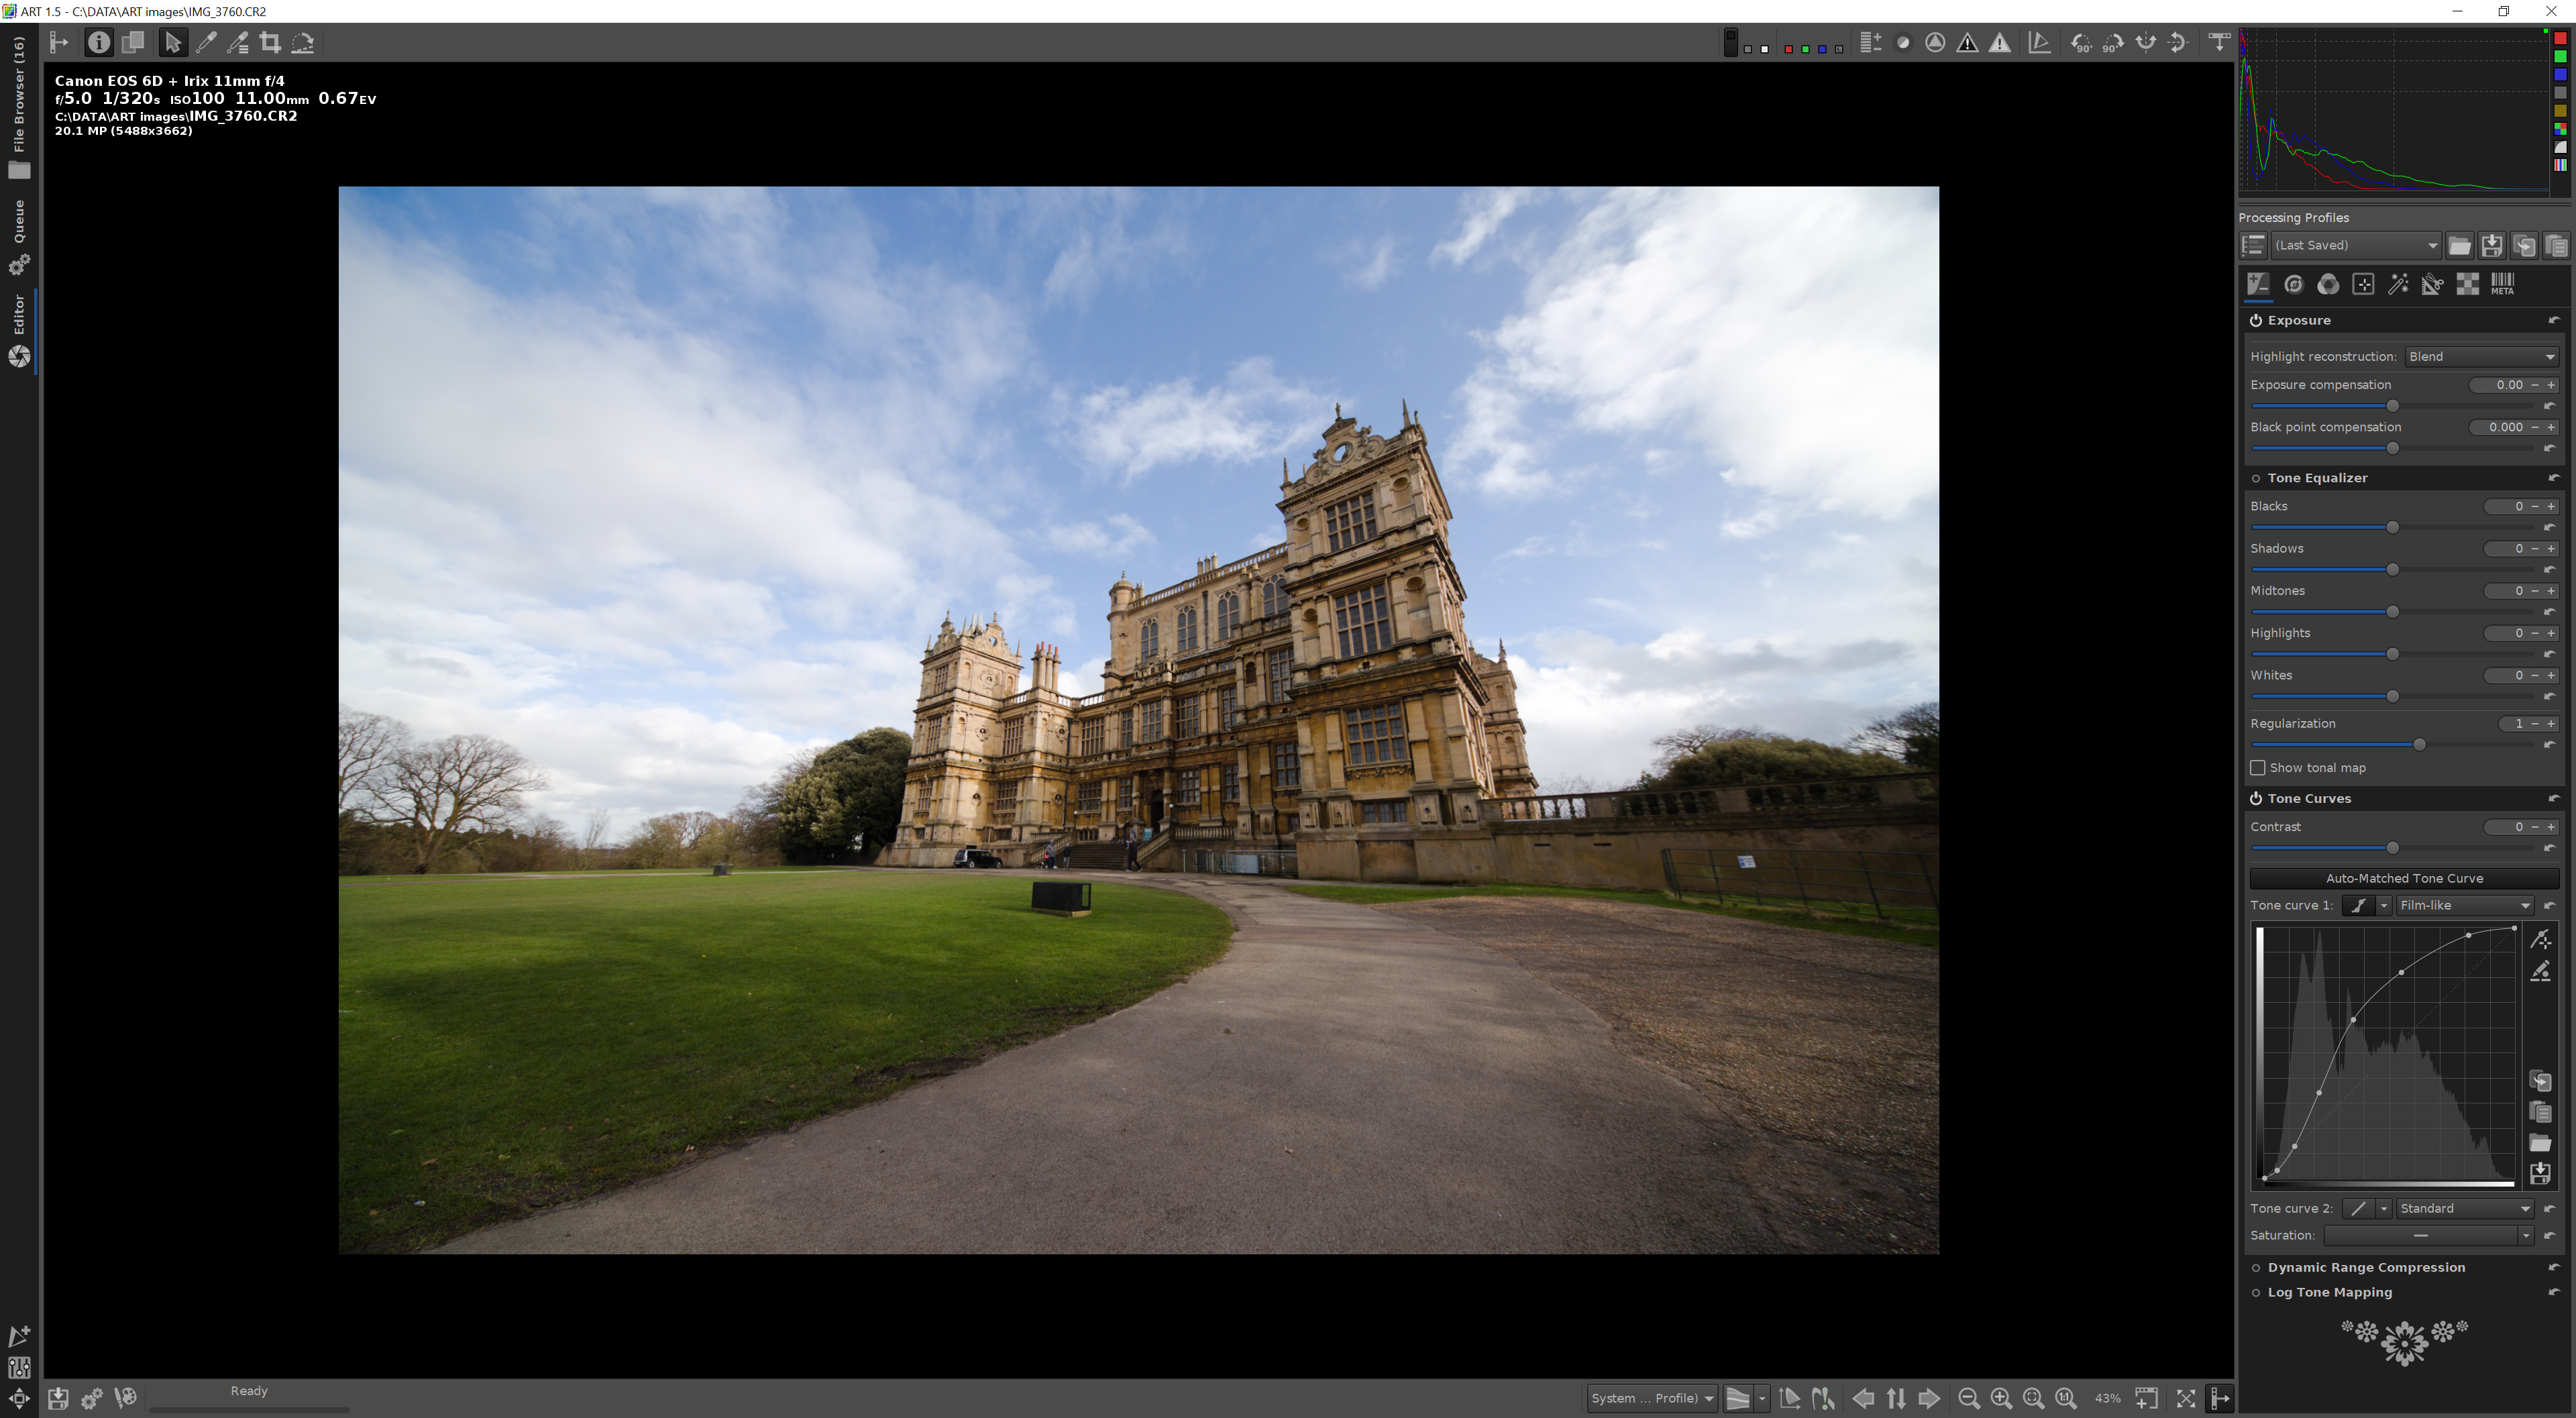 ART 1.5 - C:\DATA\ART images\IMG_3760.CR2
File Browser (16)
Queue
Editor
Canon EOS 6D + Irix 11mm f/4
f/5.0 1/320s ISO100 11.00mm 0.67EV
C:\DATA\ART images\IMG_3760.CR2
20.1 MP (5488x3662)
90°
90°
Processing Profiles
(Last Saved)
META
Exposure
Highlight reconstruction: Blend
Exposure compensation 0.00 - +
Black point compensation 0.000 - +
Tone Equalizer
Blacks 0 - +
Shadows 0 - +
Midtones 0 - +
Highlights 0 - +
Whites 0 - +
Regularization 1 - +
Show tonal map
Tone Curves
Contrast 0 - +
Auto-Matched Tone Curve
Tone curve 1: Film-like
Tone curve 2: Standard
Saturation:
Dynamic Range Compression
Log Tone Mapping
Ready
System ... Profile)
1:1
43%